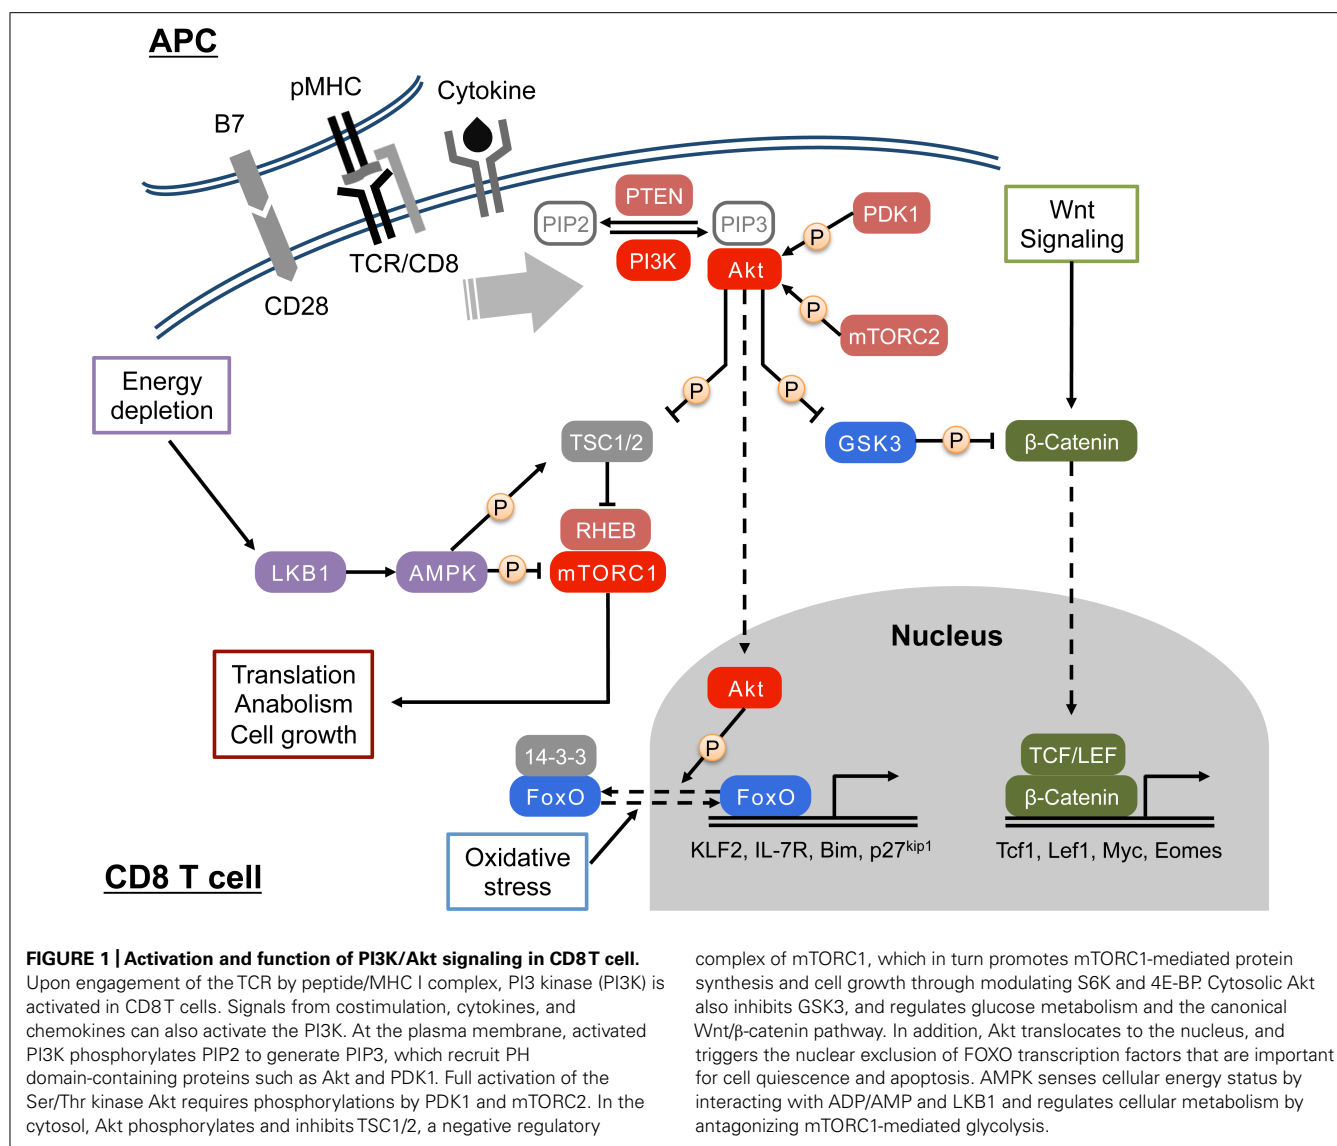 APC
pMHC
Cytokine
B7
TCR/CD8
CD28
PTEN
PIP2
PIP3
PI3K
Akt
PDK1
P
P
mTORC2
Wnt
Signaling
Energy
depletion
P
P
TSC1/2
GSK3
P
β-Catenin
P
RHEB
LKB1
AMPK
P
mTORC1
Nucleus
Translation
Anabolism
Cell growth
Akt
P
14-3-3
FoxO
FoxO
TCF/LEF
β-Catenin
KLF2, IL-7R, Bim, p27kip1
Tcf1, Lef1, Myc, Eomes
Oxidative
stress
CD8 T cell
FIGURE 1 | Activation and function of PI3K/Akt signaling in CD8 T cell.
Upon engagement of the TCR by peptide/MHC I complex, PI3 kinase (PI3K) is
activated in CD8 T cells. Signals from costimulation, cytokines, and
chemokines can also activate the PI3K. At the plasma membrane, activated
PI3K phosphorylates PIP2 to generate PIP3, which recruit PH
domain-containing proteins such as Akt and PDK1. Full activation of the
Ser/Thr kinase Akt requires phosphorylations by PDK1 and mTORC2. In the
cytosol, Akt phosphorylates and inhibits TSC1/2, a negative regulatory
complex of mTORC1, which in turn promotes mTORC1-mediated protein
synthesis and cell growth through modulating S6K and 4E-BP. Cytosolic Akt
also inhibits GSK3, and regulates glucose metabolism and the canonical
Wnt/β-catenin pathway. In addition, Akt translocates to the nucleus, and
triggers the nuclear exclusion of FOXO transcription factors that are important
for cell quiescence and apoptosis. AMPK senses cellular energy status by
interacting with ADP/AMP and LKB1 and regulates cellular metabolism by
antagonizing mTORC1-mediated glycolysis.